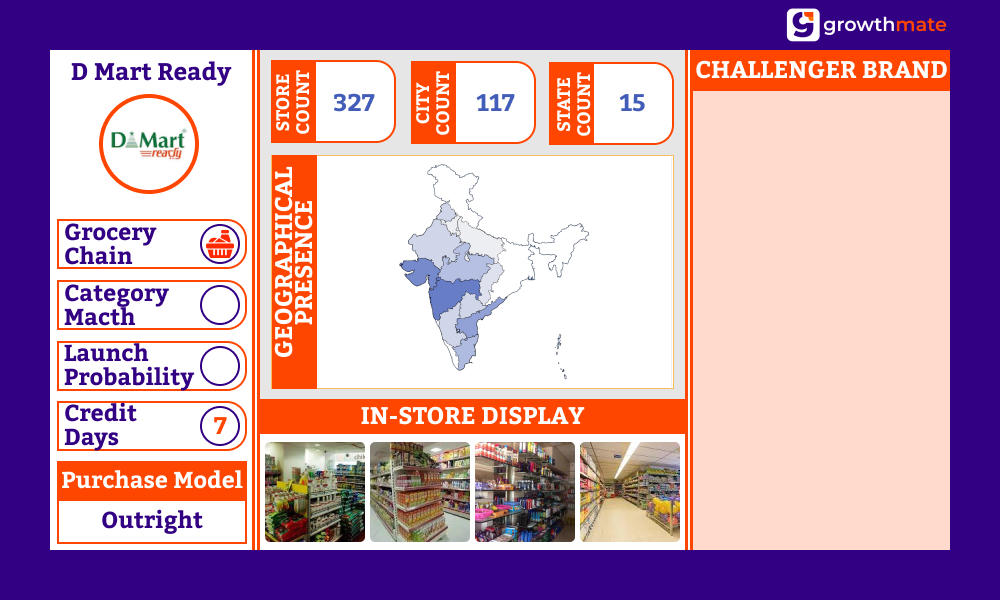 growthmate
D Mart Ready
D Mart
ready
Grocery
Chain
Category
Macth
Launch
Probability
Credit
Days
7
Purchase Model
Outright
STORE
COUNT
327
CITY
COUNT
117
STATE
COUNT
15
GEOGRAPHICAL
PRESENCE
IN-STORE DISPLAY
CHALLENGER BRAND